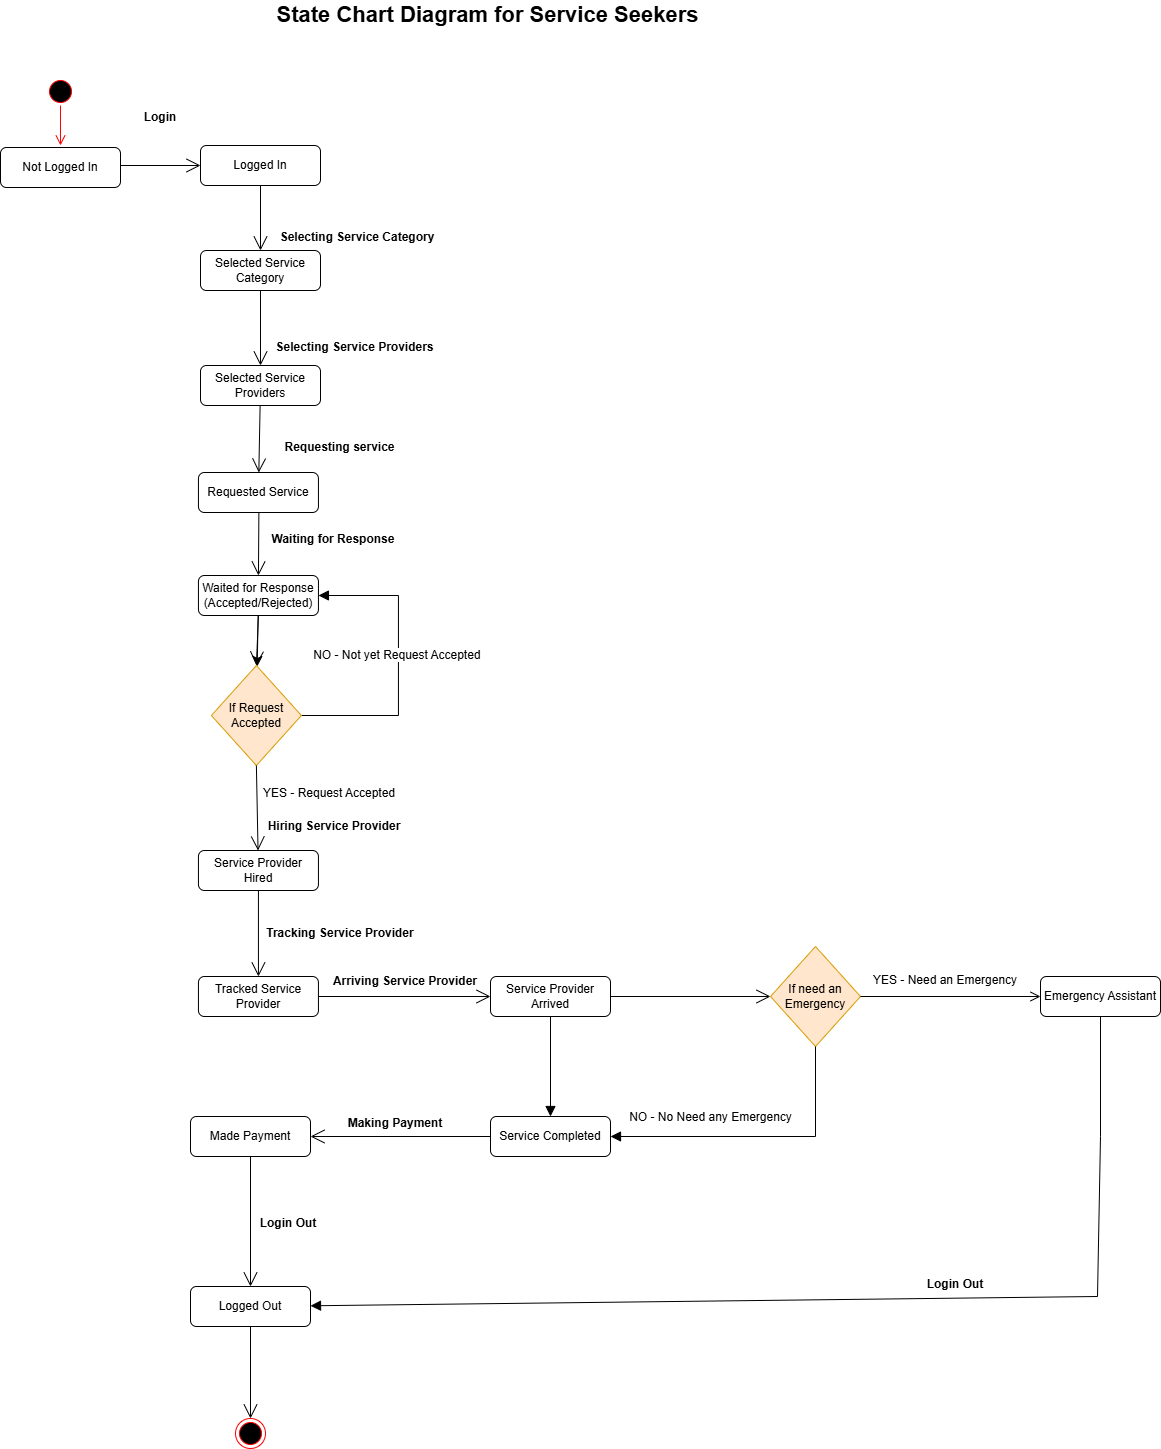 State Chart Diagram for Service Seekers
Login
Not Logged In
Logged In
Selecting Service Category
Selected Service
Category
Selecting Service Providers
Selected Service
Providers
Requesting service
Requested Service
Waiting for Response
Waited for Response
(Accepted/Rejected)
NO - Not yet Request Accepted
If Request
Accepted
YES - Request Accepted
Hiring Service Provider
Service Provider
Hired
Tracking Service Provider
Tracked Service
Provider
Arriving Service Provider
Service Provider
Arrived
If need an
Emergency
YES - Need an Emergency
Emergency Assistant
NO - No Need any Emergency
Service Completed
Making Payment
Made Payment
Login Out
Login Out
Logged Out